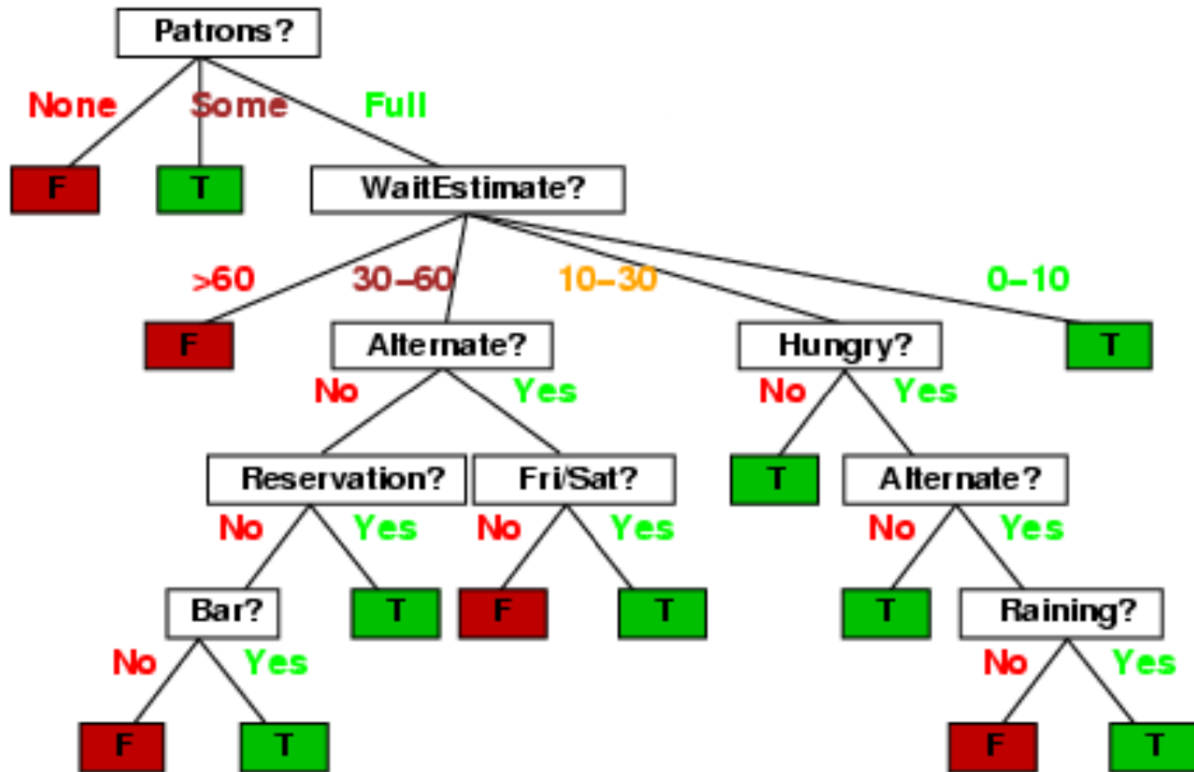 Patrons?
None Some Full
F T WaitEstimate?
>60 30–60 10–30 0–10
F Alternate? Hungry? T
No Yes No Yes
Reservation? Fri/Sat? T Alternate?
No Yes No Yes No Yes
Bar? T F T T Raining?
No Yes No Yes
F T F T